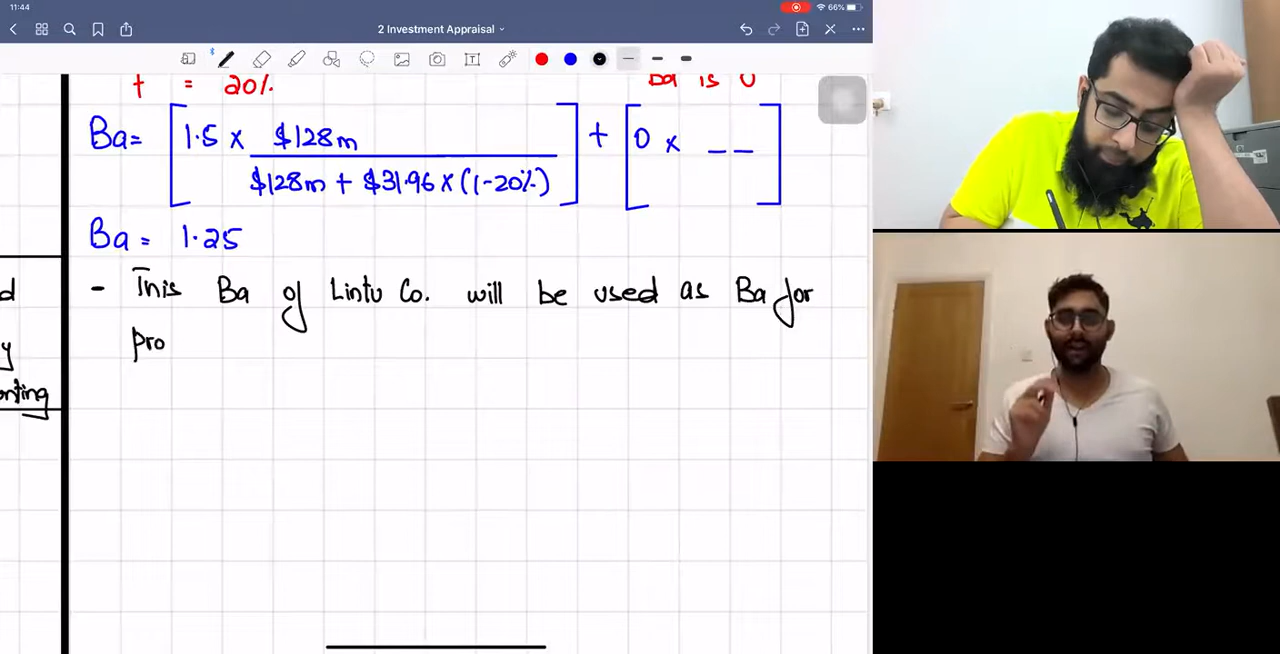 11:44
66%
2 Investment Appraisal
t = 20%
Ba is 0
Ba = [1.5 x $128m / $128m + $31.96 x (1-20%)] + [0 x _ _]
Ba = 1.25
- This Ba of Lintu Co. will be used as Ba for
pro
d
y
enting